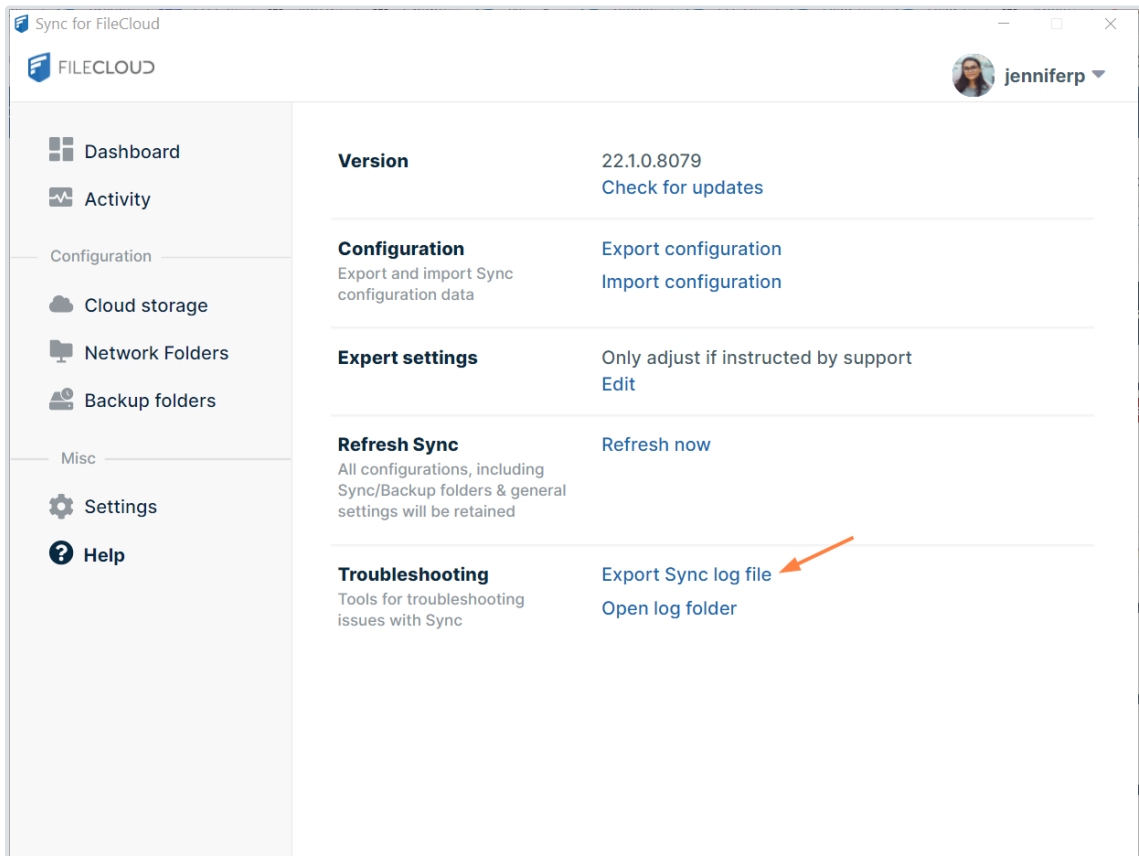 Sync for FileCloud
FILECLOUD
jenniferp
Dashboard
Activity
Configuration
Cloud storage
Network Folders
Backup folders
Misc
Settings
Help
Version
22.1.0.8079
Check for updates
Configuration
Export and import Sync
configuration data
Export configuration
Import configuration
Expert settings
Only adjust if instructed by support
Edit
Refresh Sync
All configurations, including
Sync/Backup folders & general
settings will be retained
Refresh now
Troubleshooting
Tools for troubleshooting
issues with Sync
Export Sync log file
Open log folder